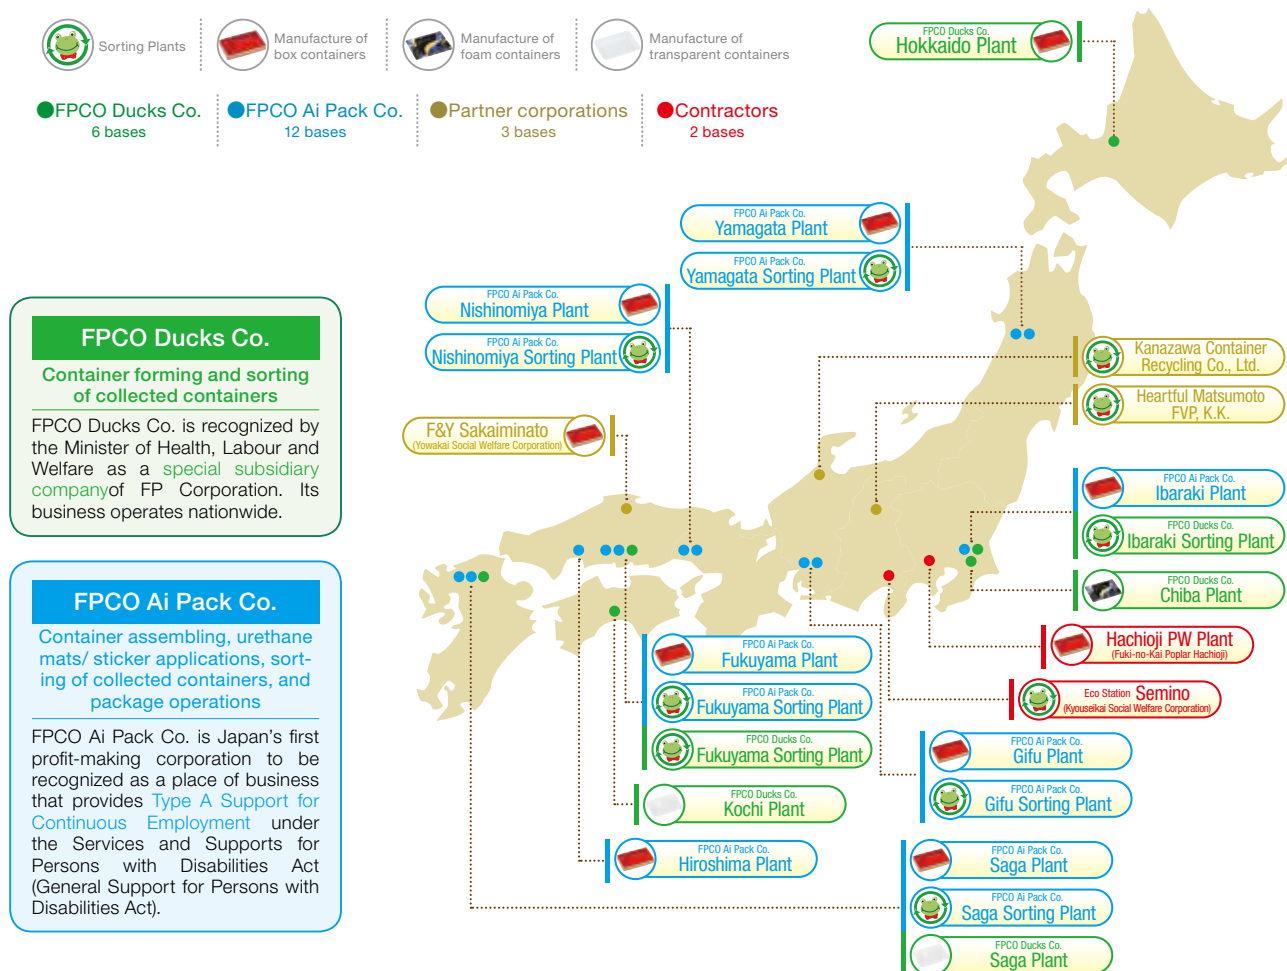 Sorting Plants
Manufacture of
box containers
Manufacture of
foam containers
Manufacture of
transparent containers
FPCO Ducks Co.
6 bases
FPCO Ai Pack Co.
12 bases
Partner corporations
3 bases
Contractors
2 bases
FPCO Ducks Co.
Hokkaido Plant
FPCO Ai Pack Co.
Yamagata Plant
FPCO Ai Pack Co.
Yamagata Sorting Plant
FPCO Ai Pack Co.
Nishinomiya Plant
FPCO Ai Pack Co.
Nishinomiya Sorting Plant
F&Y Sakaiminato
(Yowakai Social Welfare Corporation)
Kanazawa Container
Recycling Co., Ltd.
Heartful Matsumoto
FVP, K.K.
FPCO Ai Pack Co.
Ibaraki Plant
FPCO Ducks Co.
Ibaraki Sorting Plant
FPCO Ducks Co.
Chiba Plant
Hachioji PW Plant
(Fuki-no-Kai Poplar Hachioji)
Eco Station Semino
(Kyouseikai Social Welfare Corporation)
FPCO Ai Pack Co.
Gifu Plant
FPCO Ai Pack Co.
Gifu Sorting Plant
FPCO Ai Pack Co.
Fukuyama Plant
FPCO Ai Pack Co.
Fukuyama Sorting Plant
FPCO Ducks Co.
Fukuyama Sorting Plant
FPCO Ducks Co.
Kochi Plant
FPCO Ai Pack Co.
Hiroshima Plant
FPCO Ai Pack Co.
Saga Plant
FPCO Ai Pack Co.
Saga Sorting Plant
FPCO Ducks Co.
Saga Plant
FPCO Ducks Co.
Container forming and sorting
of collected containers
FPCO Ducks Co. is recognized by
the Minister of Health, Labour and
Welfare as a special subsidiary
companyof FP Corporation. Its
business operates nationwide.
FPCO Ai Pack Co.
Container assembling, urethane
mats/ sticker applications, sort-
ing of collected containers, and
package operations
FPCO Ai Pack Co. is Japan's first
profit-making corporation to be
recognized as a place of business
that provides Type A Support for
Continuous Employment under
the Services and Supports for
Persons with Disabilities Act
(General Support for Persons with
Disabilities Act).